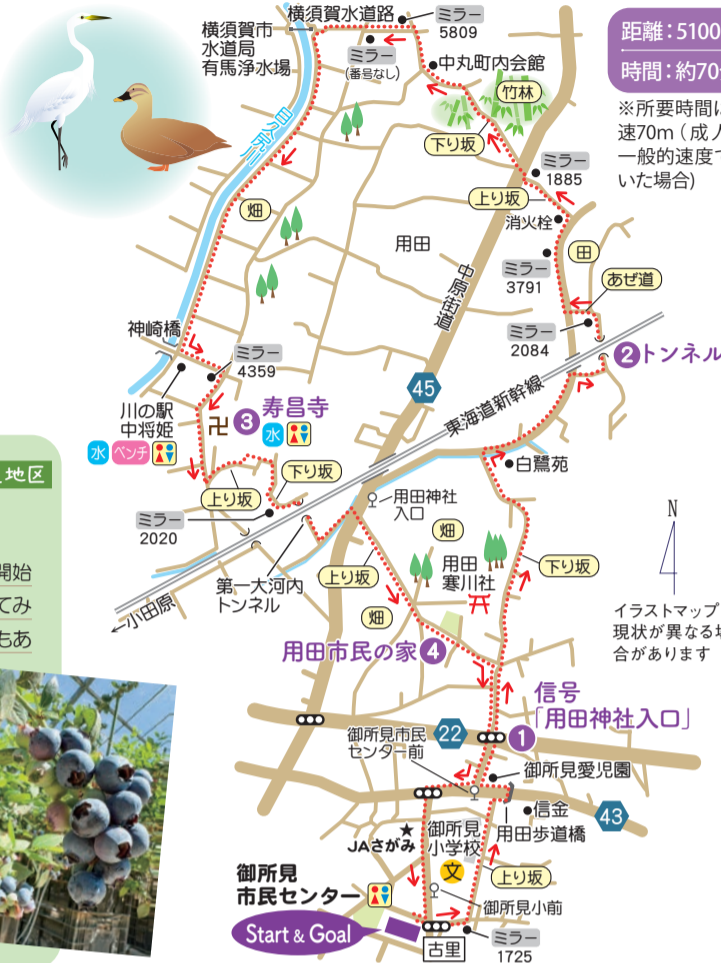 横須賀市
水道局
有馬浄水場
横須賀水道路
ミラー
5809
ミラー
(番号なし)
中丸町内会館
竹林
下り坂
距離：5100
時間：約70
※所要時間
速70m（成
一般的速度で
いた場合)
目久尻川
畑
用田
中原街道
ミラー
1885
上り坂
消火栓
田
ミラー
3791
あぜ道
ミラー
2084
②トンネル
神崎橋
ミラー
4359
川の駅
中将姫
水
ベンチ
卍
③寿昌寺
水
45
東海道新幹線
白鷺苑
上り坂
下り坂
ミラー
2020
用田神社
入口
畑
用田
寒川社
下り坂
N
第一大河内
トンネル
上り坂
畑
←小田原
イラストマップ
現状が異なる場
合があります
用田市民の家④
信号
「用田神社入口」
①
御所見市民
センター前
22
御所見愛児園
信金
43
用田歩道橋
★
JAさがみ
御所見
小学校
文
上り坂
御所見
市民センター
御所見小前
Start & Goal
古里
ミラー
1725
地区
開始
てみ
もあ